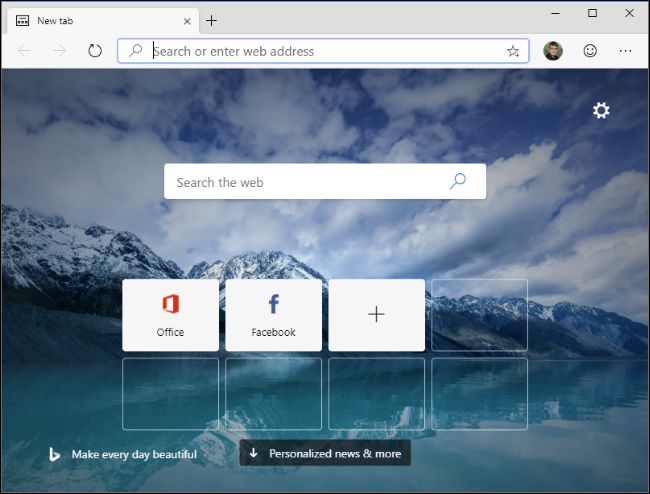 New tab
Search or enter web address
Search the web
Office
Facebook
Make every day beautiful
Personalized news & more